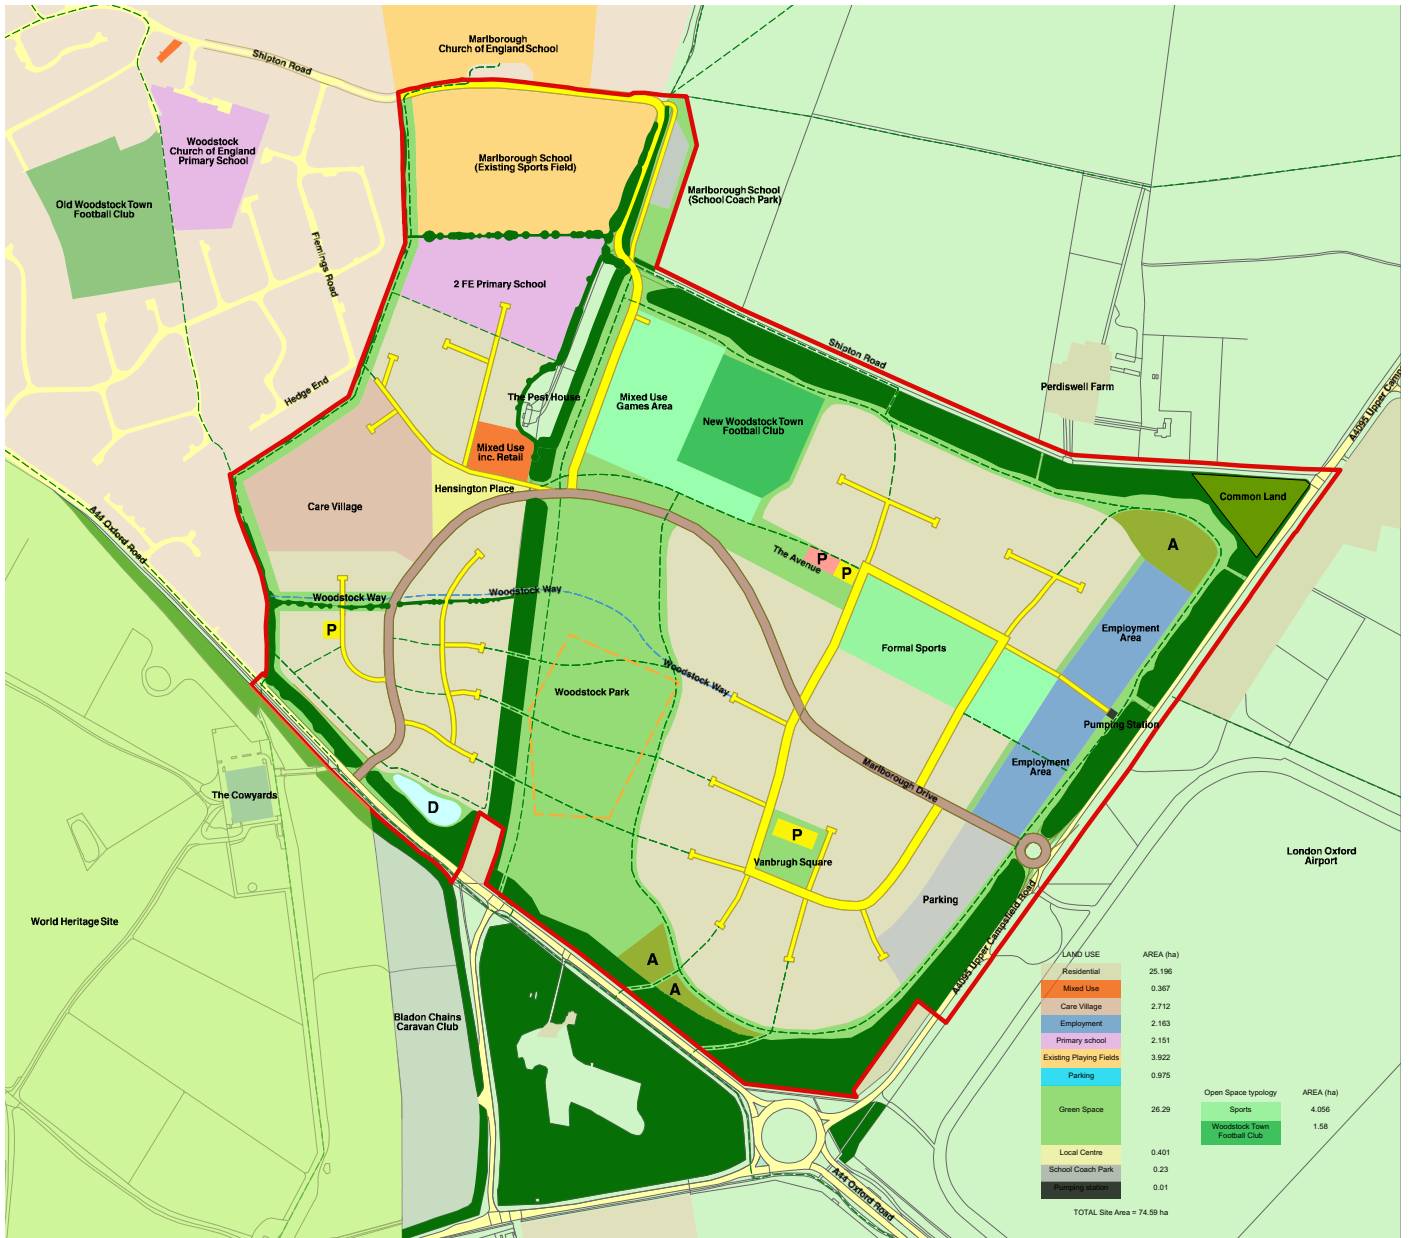 Marlborough
Church of England School
Shipton Road
Woodstock
Church of England
Primary School
Marlborough School
(Existing Sports Field)
Marlborough School
(School Coach Park)
Old Woodstock Town
Football Club
Flemings Road
2 FE Primary School
Shipton Road
Hedge End
The Pest House
Mixed Use
Games Area
New Woodstock Town
Football Club
Perdiswell Farm
A4095 Upper Camp
Mixed Use
inc. Retail
Hensington Place
Care Village
Common Land
A44 Oxford Road
The Avenue
P
P
A
Woodstock Way
Woodstock Way
P
Employment
Area
Formal Sports
Woodstock Way
Woodstock Park
Pumping Station
Employment
Area
Marlborough Drive
The Cowyards
D
P
Vanbrugh Square
London Oxford
Airport
Parking
World Heritage Site
A4095 Upper Campsfield Road
A
A
Bladon Chains
Caravan Club
A44 Oxford Road
LAND USE AREA (ha)
Residential 25.196
Mixed Use 0.367
Care Village 2.712
Employment 2.163
Primary school 2.151
Existing Playing Fields 3.922
Parking 0.975
Green Space 26.29
Local Centre 0.401
School Coach Park 0.23
Pumping station 0.01
TOTAL Site Area = 74.59 ha
Open Space typology AREA (ha)
Sports 4.056
Woodstock Town
Football Club 1.58